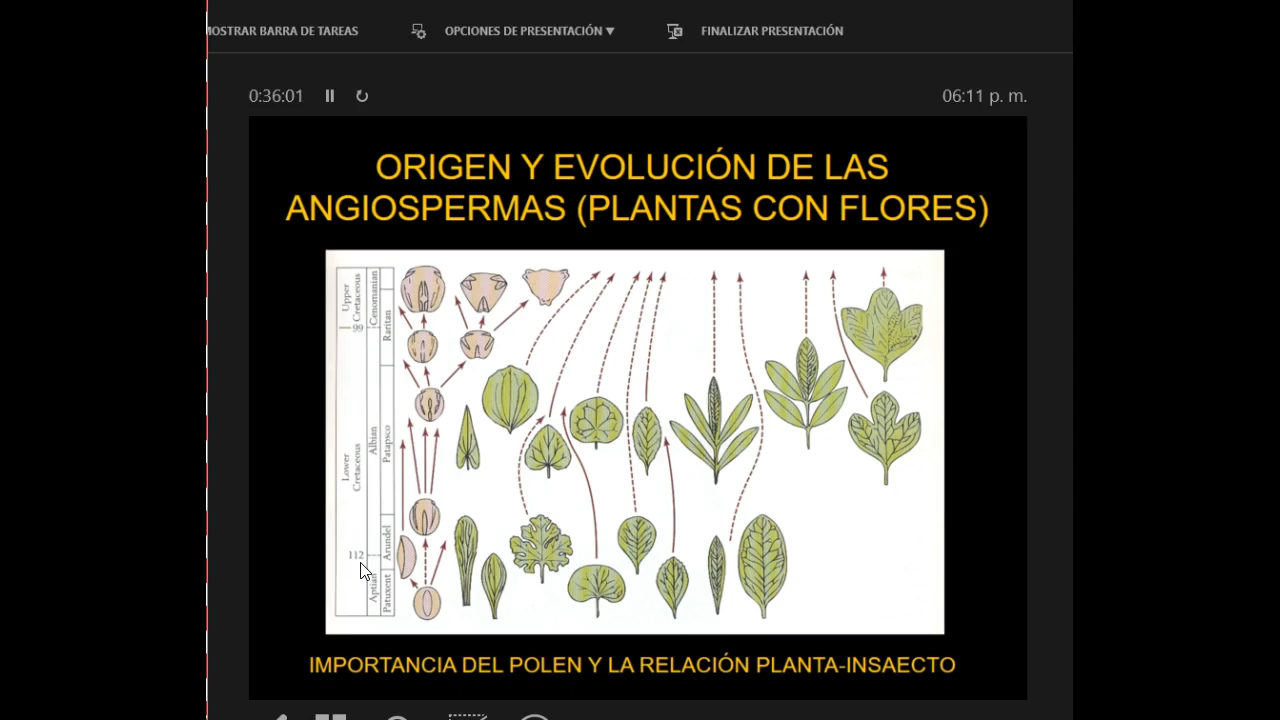 MOSTRAR BARRA DE TAREAS OPCIONES DE PRESENTACIÓN ▼ FINALIZAR PRESENTACIÓN
0:36:01 06:11 p. m.
ORIGEN Y EVOLUCIÓN DE LAS
ANGIOSPERMAS (PLANTAS CON FLORES)
Upper
Cretaceous
Cenomanian
Raritan
Lower
Cretaceous
Albian
Patapsco
112
Arundel
Aptian
Patuxent
IMPORTANCIA DEL POLEN Y LA RELACIÓN PLANTA-INSAECTO